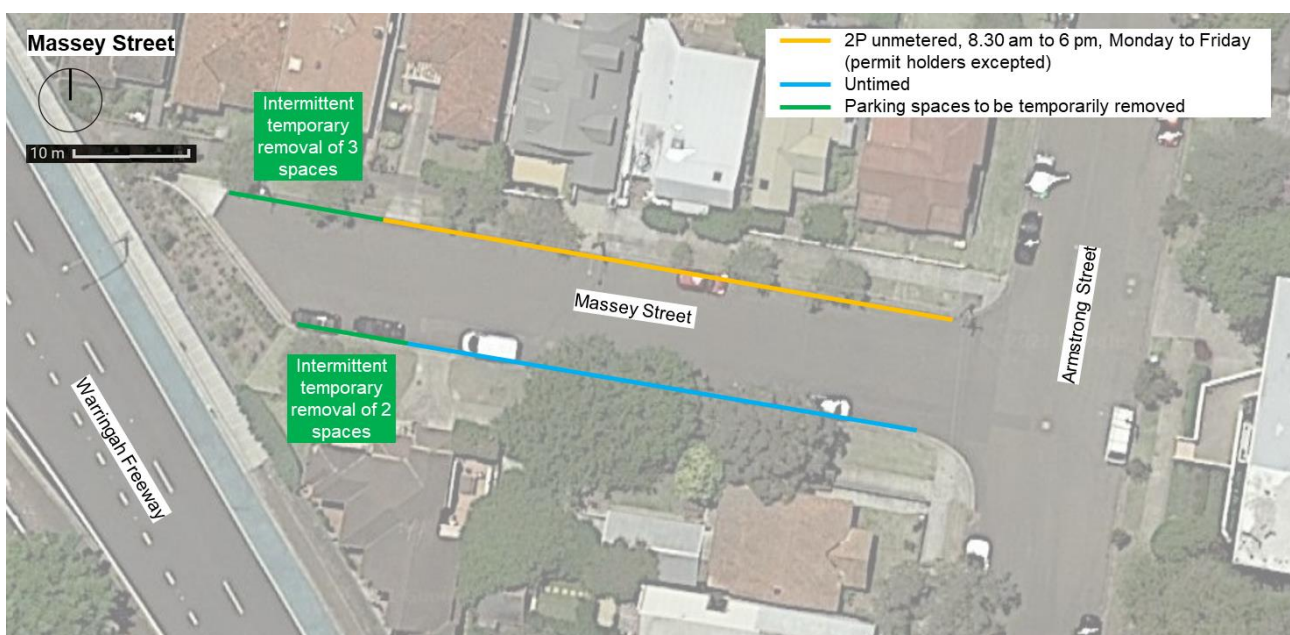 Massey Street
10 m
2P unmetered, 8.30 am to 6 pm, Monday to Friday
(permit holders excepted)
Untimed
Parking spaces to be temporarily removed
Intermittent
temporary
removal of 3
spaces
Massey Street
Armstrong Street
Intermittent
temporary
removal of 2
spaces
Warringah Freeway